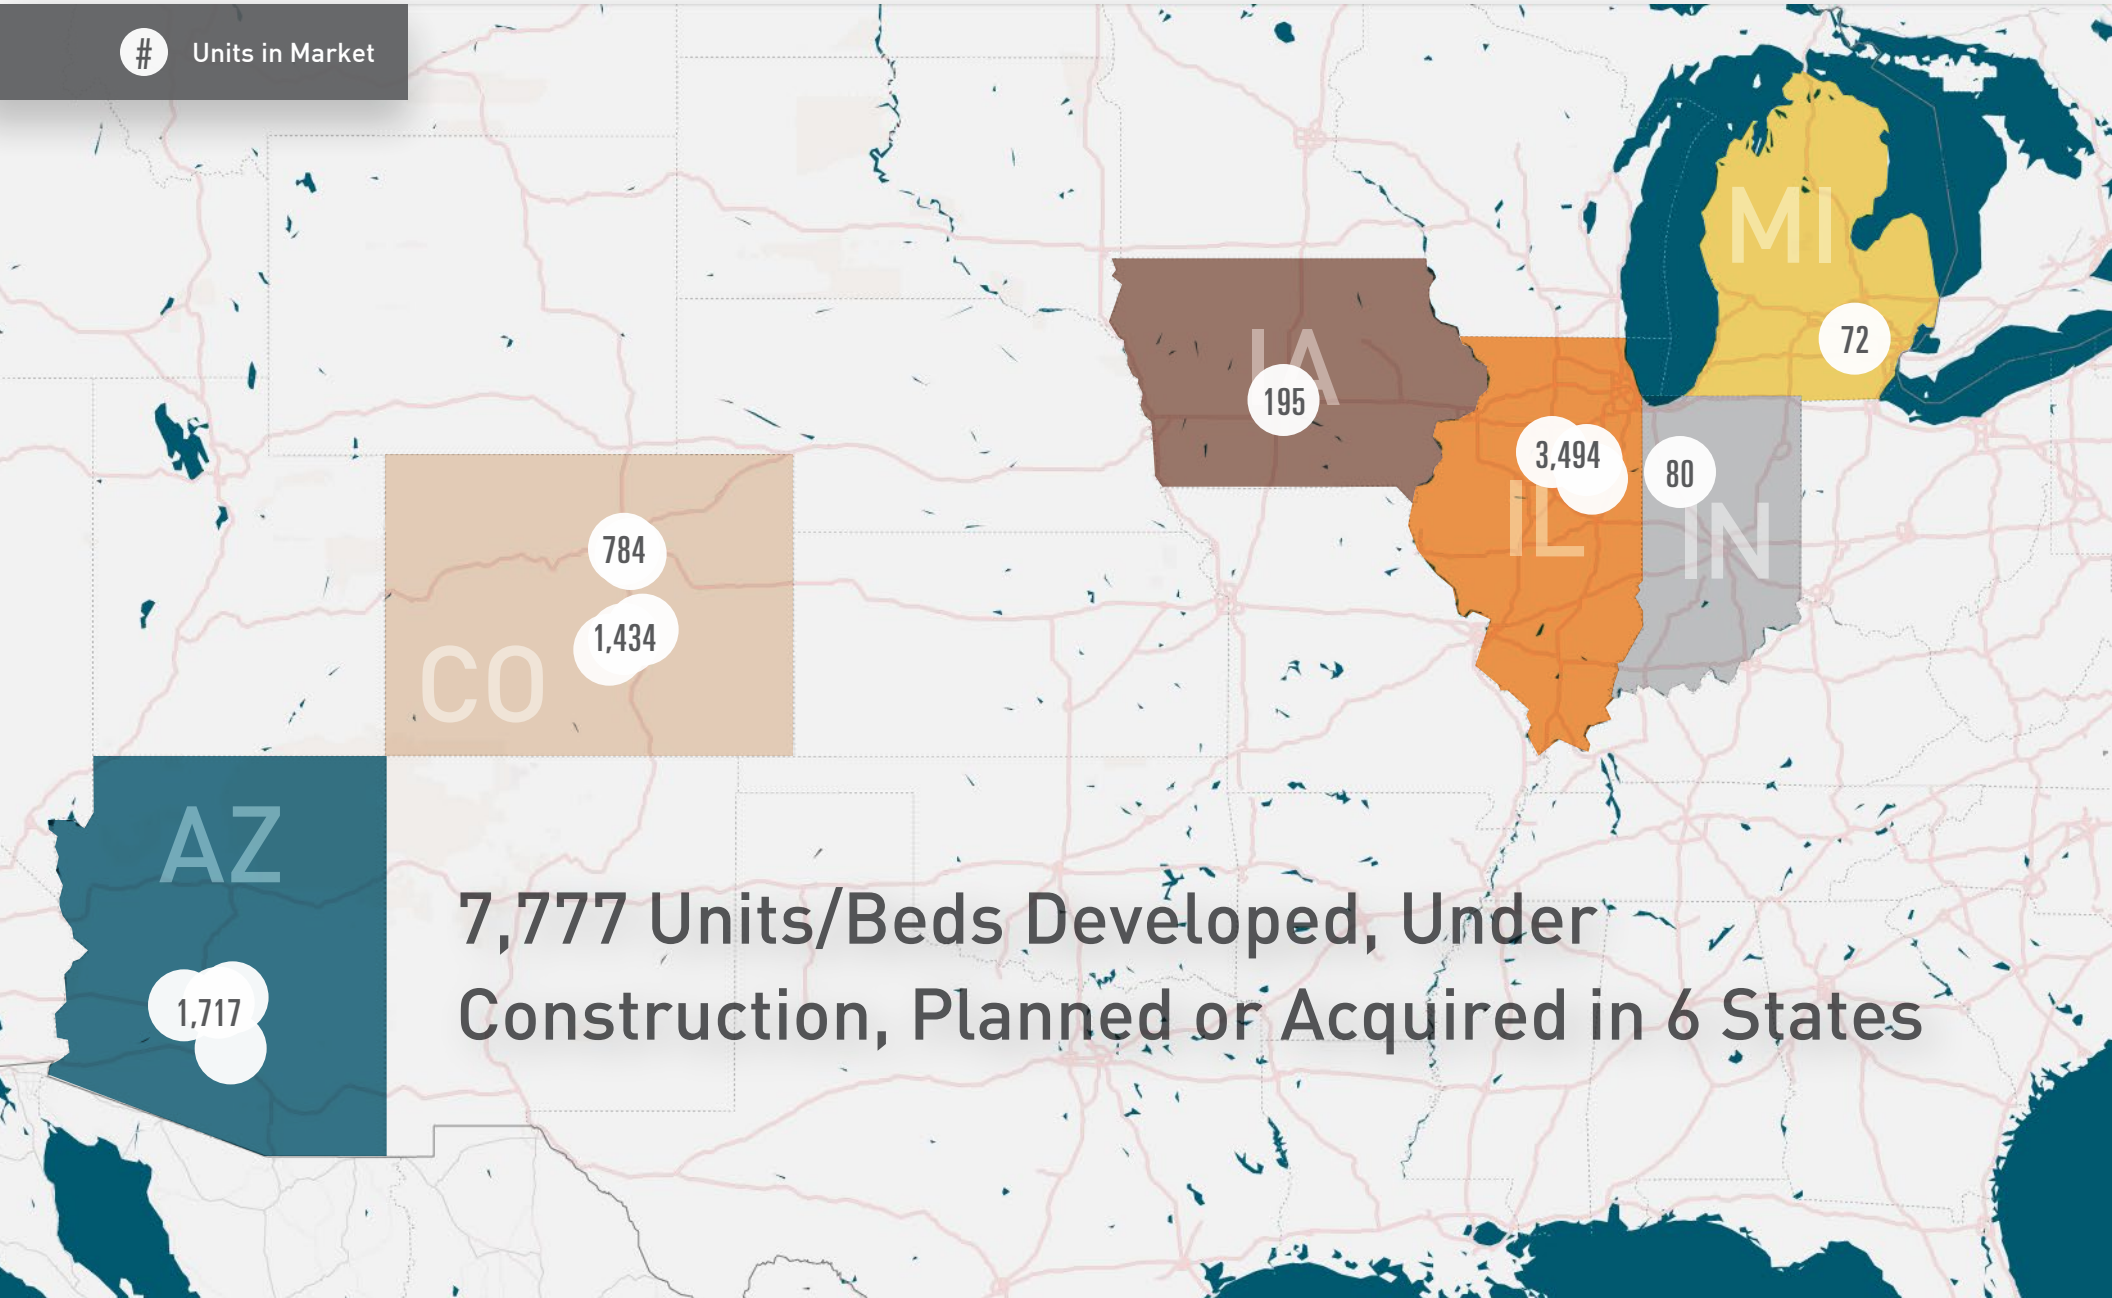 # Units in Market
MI
72
IA
195
3,494
80
IL
IN
784
1,434
CO
AZ
1,717
7,777 Units/Beds Developed, Under
Construction, Planned or Acquired in 6 States